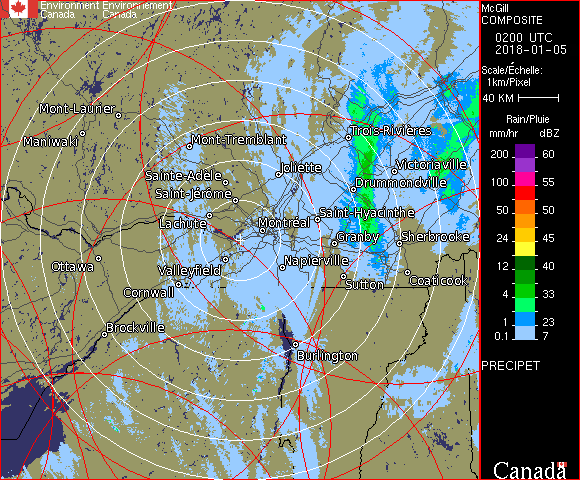 Environment Environnement
Canada Canada
McGill
COMPOSITE
0200 UTC
2018-01-05
Scale/Échelle:
1km/Pixel
40 KM
Rain/Pluie
mm/hr dBZ
200 60
100 55
50 50
24 45
12 40
4 33
2 30
1 23
0.1 7
PRECIPET
Canada
Mont-Laurier
Maniwaki
Mont-Tremblant
Trois-Rivières
Joliette
Victoriaville
Sainte-Adèle
Drummondville
Saint-Jérôme
Saint-Hyacinthe
Lachute
Montréal
Granby
Sherbrooke
Ottawa
Valleyfield
Napierville
Sutton
Coaticook
Cornwall
Brockville
Burlington